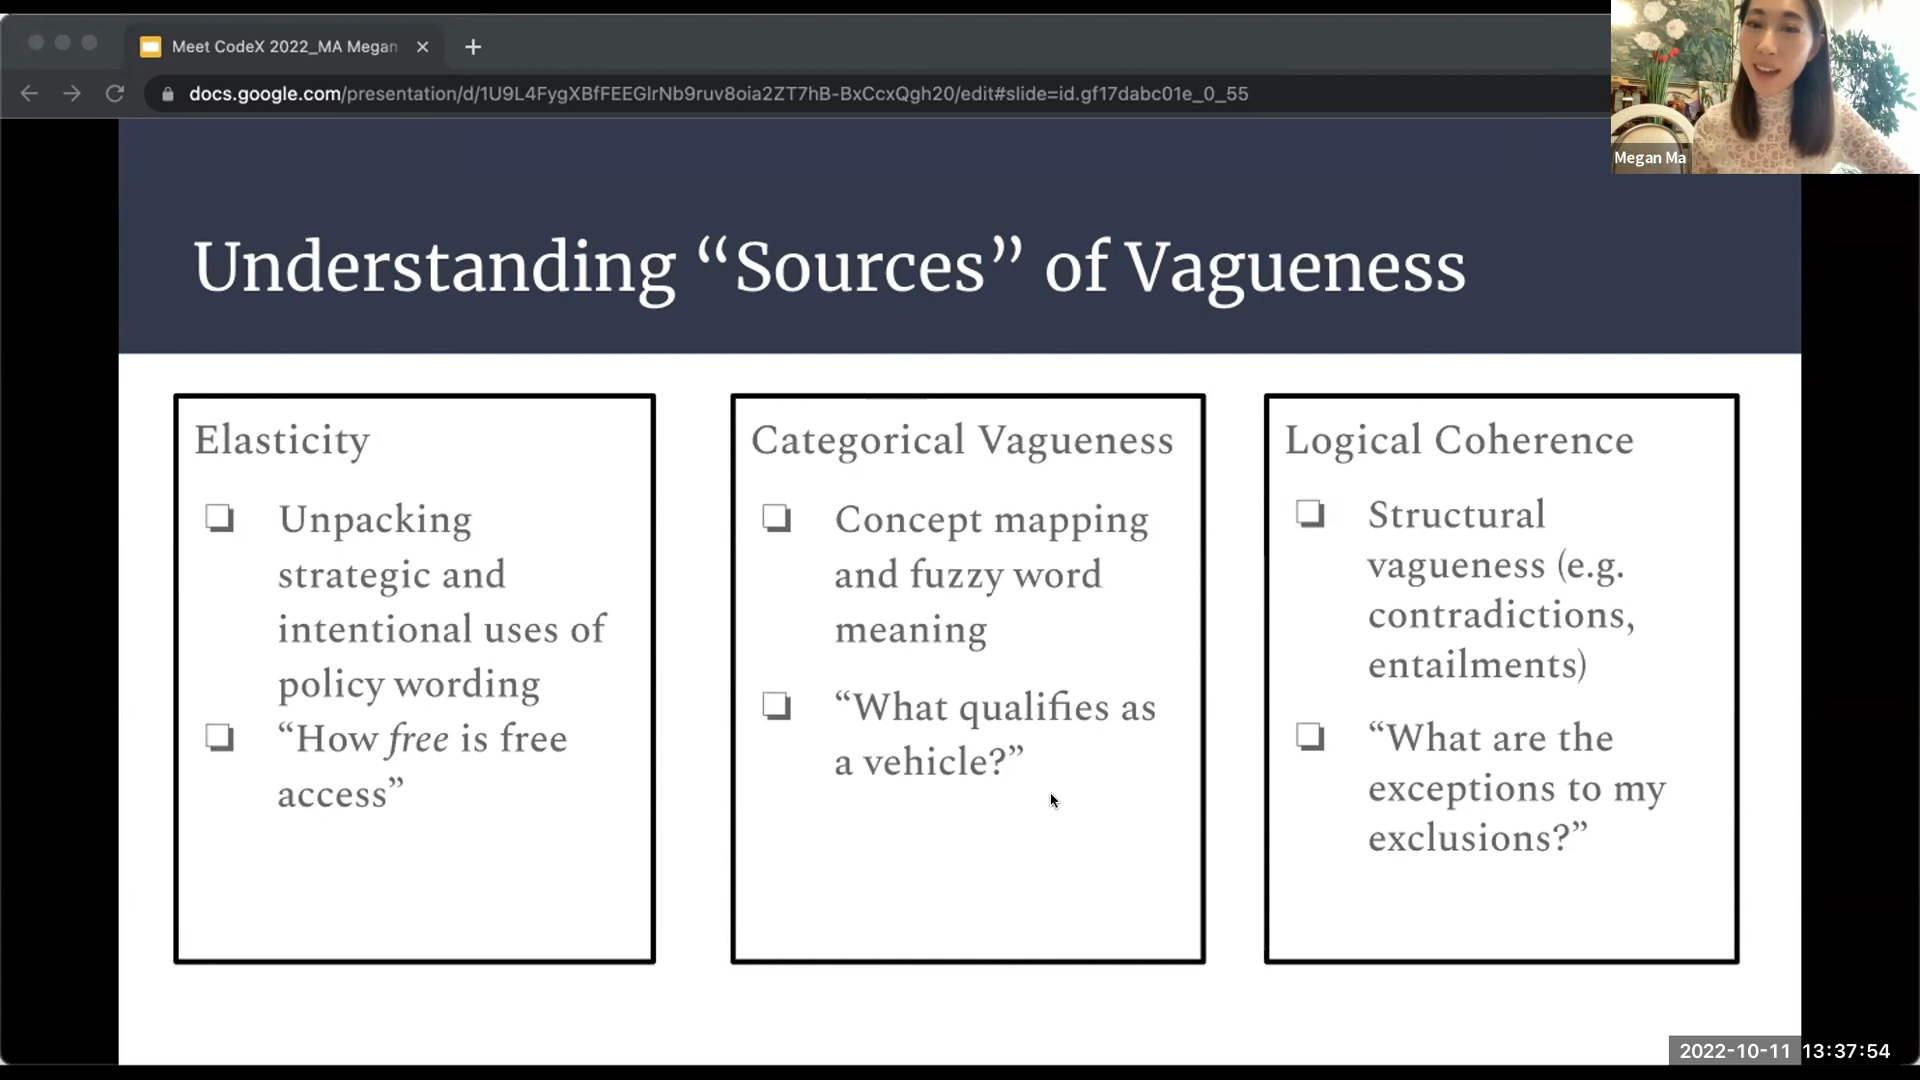 Meet CodeX 2022_MA Megan
docs.google.com/presentation/d/1U9L4FygXBfFEEGlrNb9ruv8oia2ZT7hB-BxCcxQgh20/edit#slide=id.gf17dabc01e_0_55
Megan Ma
Understanding “Sources” of Vagueness
Elasticity
Unpacking
strategic and
intentional uses of
policy wording
“How free is free
access”
Categorical Vagueness
Concept mapping
and fuzzy word
meaning
“What qualifies as
a vehicle?”
Logical Coherence
Structural
vagueness (e.g.
contradictions,
entailments)
“What are the
exceptions to my
exclusions?”
2022-10-11 13:37:54